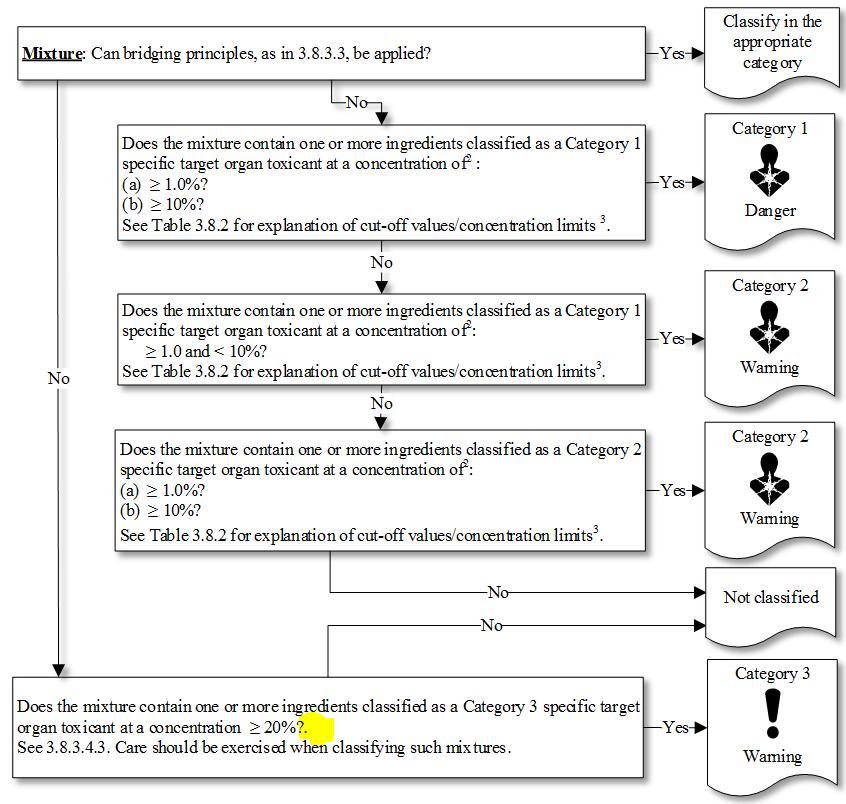 Mixture: Can bridging principles, as in 3.8.3.3, be applied?
Yes
Classify in the
appropriate
category
No
Does the mixture contain one or more ingredients classified as a Category 1
specific target organ toxicant at a concentration of2 :
(a) ≥ 1.0%?
(b) ≥ 10%?
See Table 3.8.2 for explanation of cut-off values/concentration limits 3.
Yes
Category 1
Danger
No
Does the mixture contain one or more ingredients classified as a Category 1
specific target organ toxicant at a concentration of2:
≥ 1.0 and < 10%?
See Table 3.8.2 for explanation of cut-off values/concentration limits3.
Yes
Category 2
Warning
No
No
Does the mixture contain one or more ingredients classified as a Category 2
specific target organ toxicant at a concentration of2:
(a) ≥ 1.0%?
(b) ≥ 10%?
See Table 3.8.2 for explanation of cut-off values/concentration limits3.
Yes
Category 2
Warning
No
Not classified
No
Does the mixture contain one or more ingredients classified as a Category 3 specific target
organ toxicant at a concentration ≥ 20%?.
See 3.8.3.4.3. Care should be exercised when classifying such mixtures.
Yes
Category 3
Warning